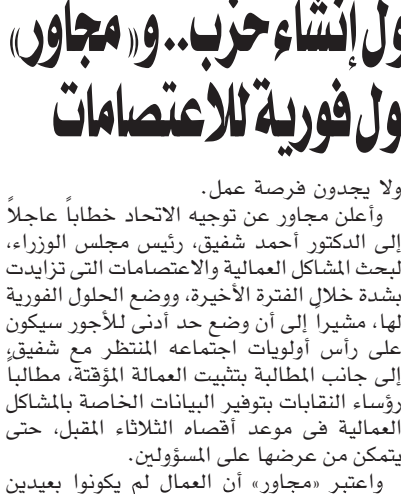 ول إنشاء حزب.. و« مجاور»
ول فورية للاعتصامات
ولا يجدون فرصة عمل.
وأعلن مجاور عن توجيه الاتحاد خطاباً عاجلاً
إلى الدكتور أحمد شفيق، رئيس مجلس الوزراء،
لبحث المشاكل العمالية والاعتصامات التى تزايدت
بشدة خلال الفترة الأخيرة، ووضع الحلول الفورية
لها، مشيراً إلى أن وضع حد أدنى للأجور سيكون
على رأس أولويات اجتماعه المنتظر مع شفيق،
إلى جانب المطالبة بتثبيت العمالة المؤقتة، مطالباً
رؤساء النقابات بتوفير البيانات الخاصة بالمشاكل
العمالية فى موعد أقصاه الثلاثاء المقبل، حتى
يتمكن من عرضها على المسؤولين.
واعتبر «مجاور» أن العمال لم يكونوا بعيدين